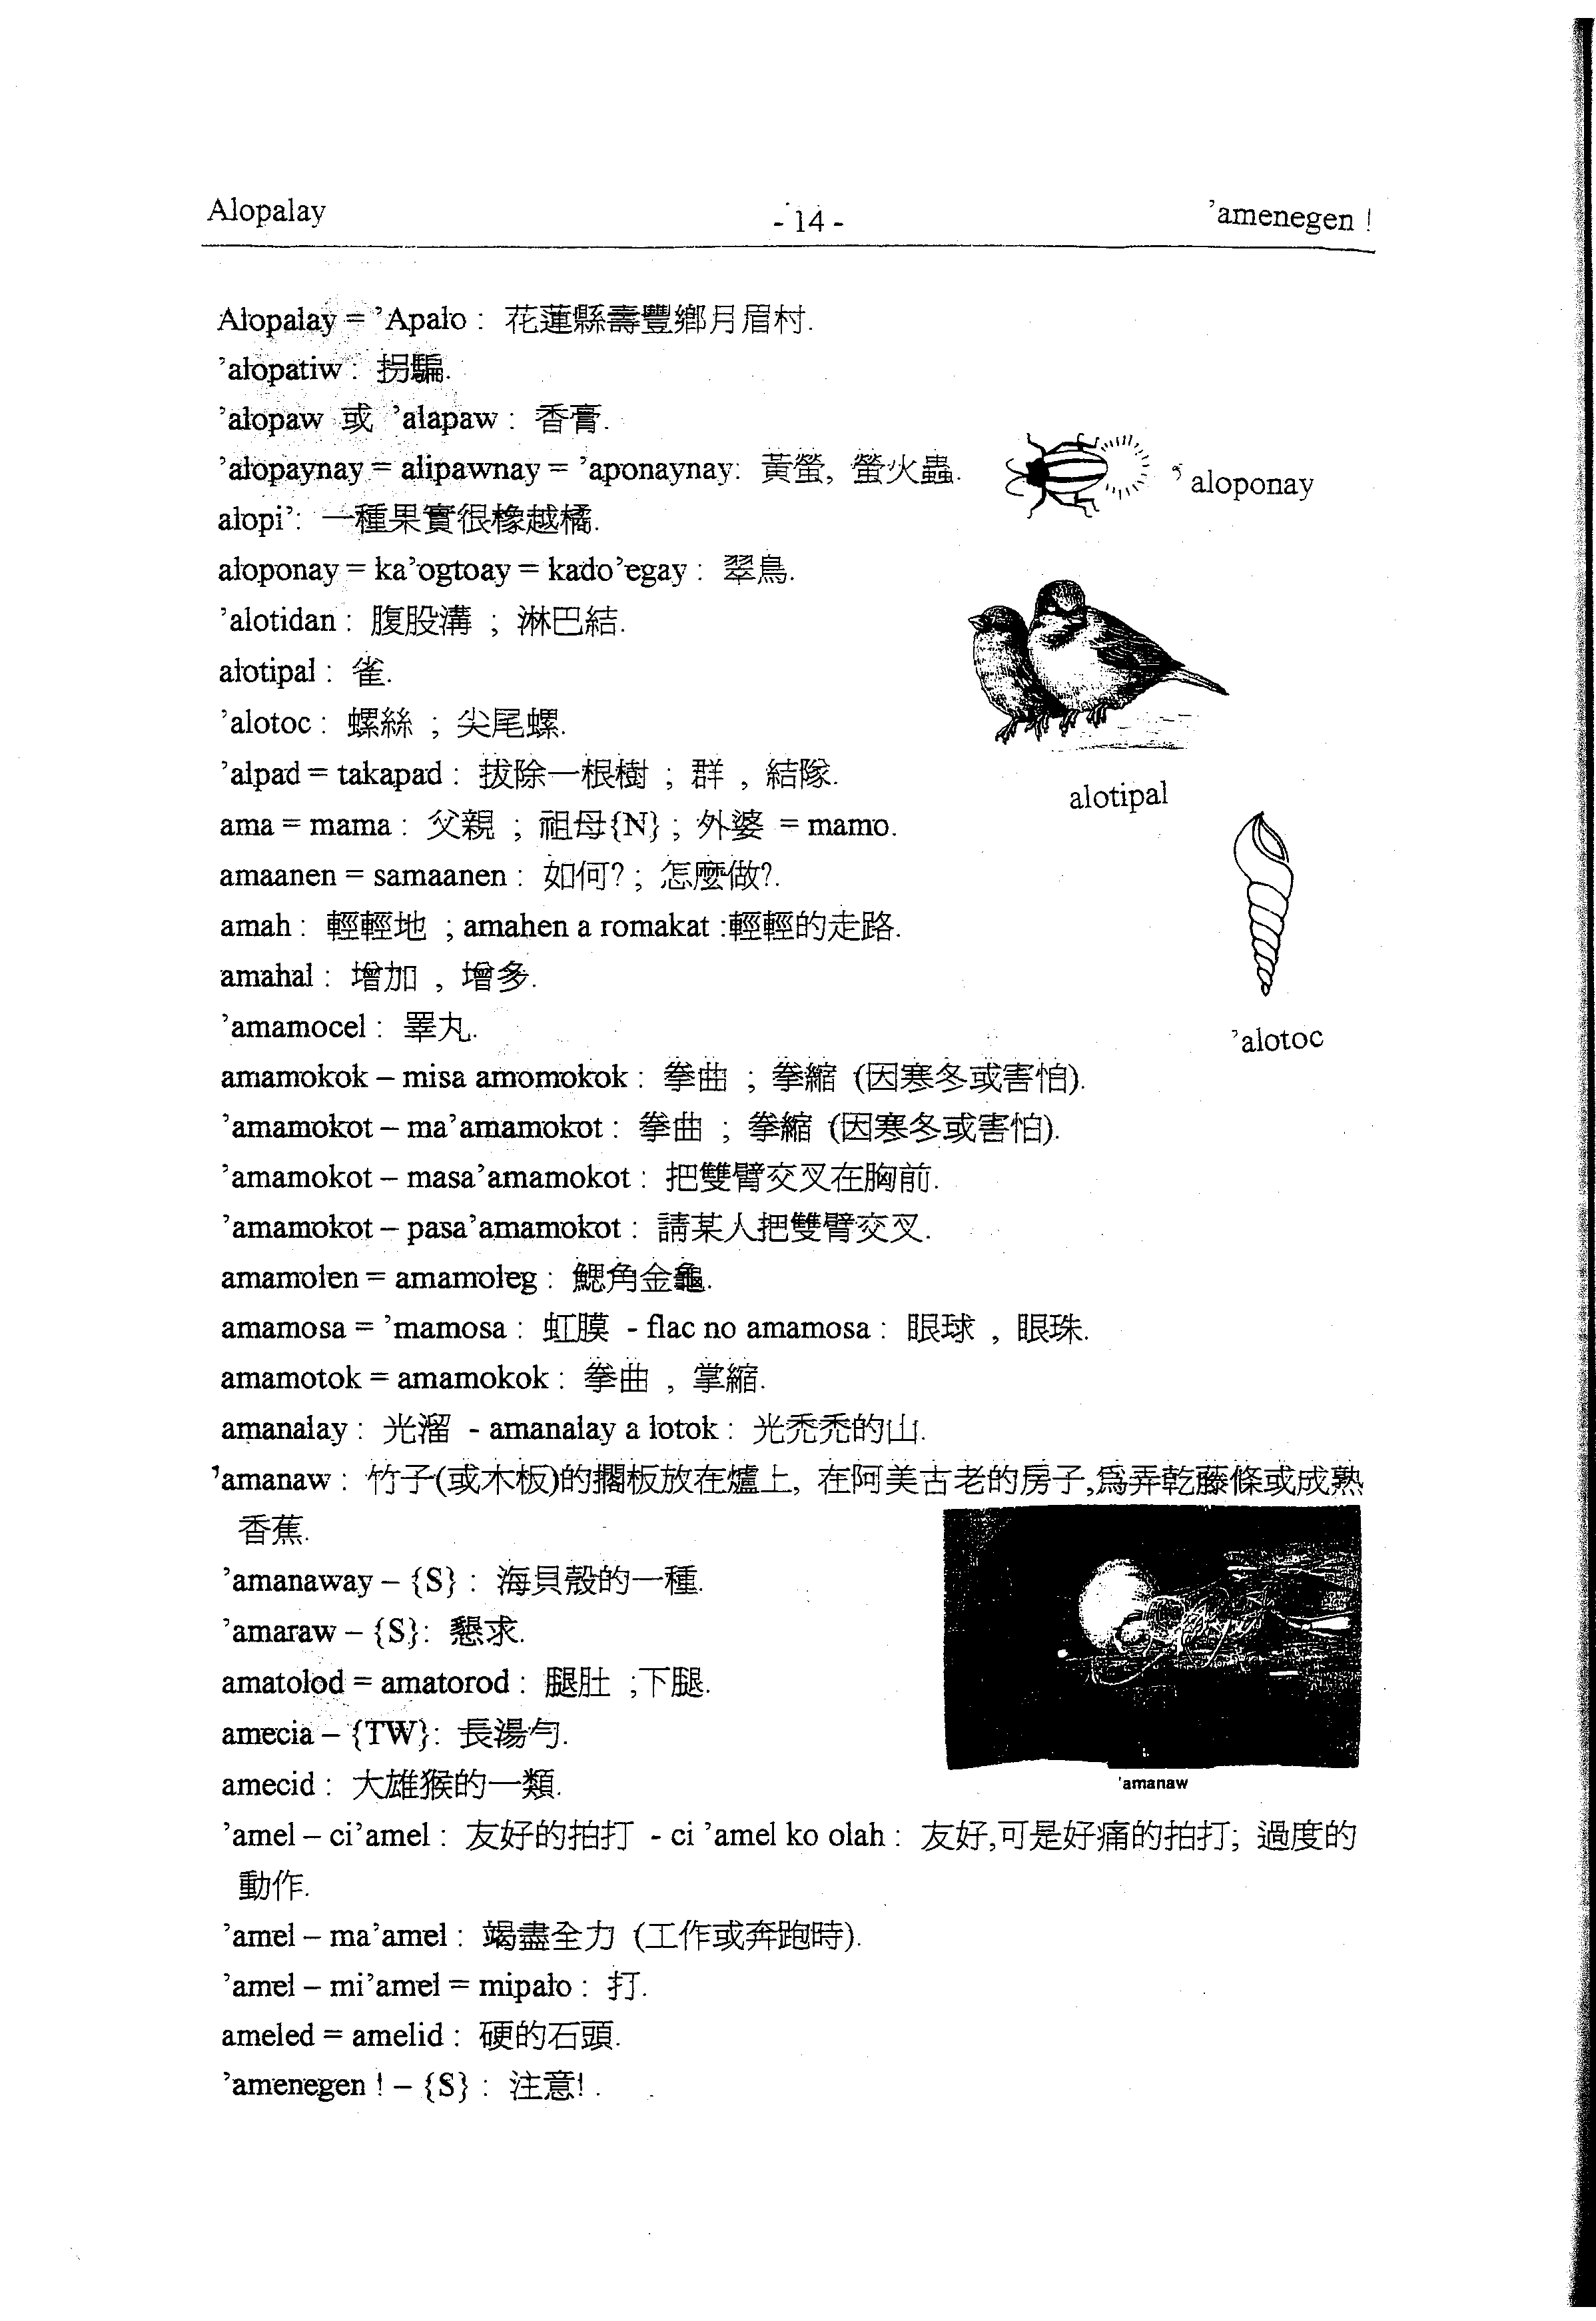 Alopalay
- 14 -
’amenegen !
Alopalay = ’Apalo : 花蓮縣壽豐鄉月眉村.
’alopatiw : 拐騙.
’alopaw 或 ’alapaw : 香膏.
’alopaynay = alipawnay = ’aponaynay: 黃螢, 螢火蟲.
’aloponay
alopi’: 一種果實很橡越橘.
aloponay = ka’ogtoay = kado’egay : 翠鳥.
’alotidan : 腹股溝 ; 淋巴結.
alotipal : 雀.
’alotoc : 螺絲 ; 尖尾螺.
’alpad = takapad : 拔除一根樹 ; 群 , 結隊.
alotipal
ama = mama : 父親 ; 祖母{N} ; 外婆 = mamo.
amaanen = samaanen : 如何? ; 怎麼做?.
amah : 輕輕地 ; amahen a romakat :輕輕的走路.
amahal : 增加 , 增多.
’amamocel : 睪丸.
’alotoc
amamokok – misa amomokok : 拳曲 ; 拳縮 (因寒冬或害怕).
’amamokot – ma’amamokot : 拳曲 ; 拳縮 (因寒冬或害怕).
’amamokot – masa’amamokot : 把雙臂交叉在胸前.
’amamokot – pasa’amamokot : 請某人把雙臂交叉.
amamolen = amamoleg : 鰓角金龜.
amamosa = ’mamosa : 虹膜 - flac no amamosa : 眼球 , 眼珠.
amamotok = amamokok : 拳曲 , 掌縮.
amanalay : 光溜 - amanalay a lotok : 光禿禿的山.
’amanaw : 竹子(或木板)的擱板放在爐上, 在阿美古老的房子,爲弄乾藤條或成熟
香蕉.
’amanaway – {S} : 海貝殼的一種.
’amaraw – {S}: 懇求.
amatolod = amatorod : 腿肚 ;下腿.
amecia – {TW}: 長湯勺.
amecid : 大雄猴的一類.
’amanaw
’amel – ci’amel : 友好的拍打 - ci ’amel ko olah : 友好,可是好痛的拍打; 過度的
動作.
’amel – ma’amel : 竭盡全力 (工作或奔跑時).
’amel – mi’amel = mipalo : 打.
ameled = amelid : 硬的石頭.
’amenegen ! – {S} : 注意! .